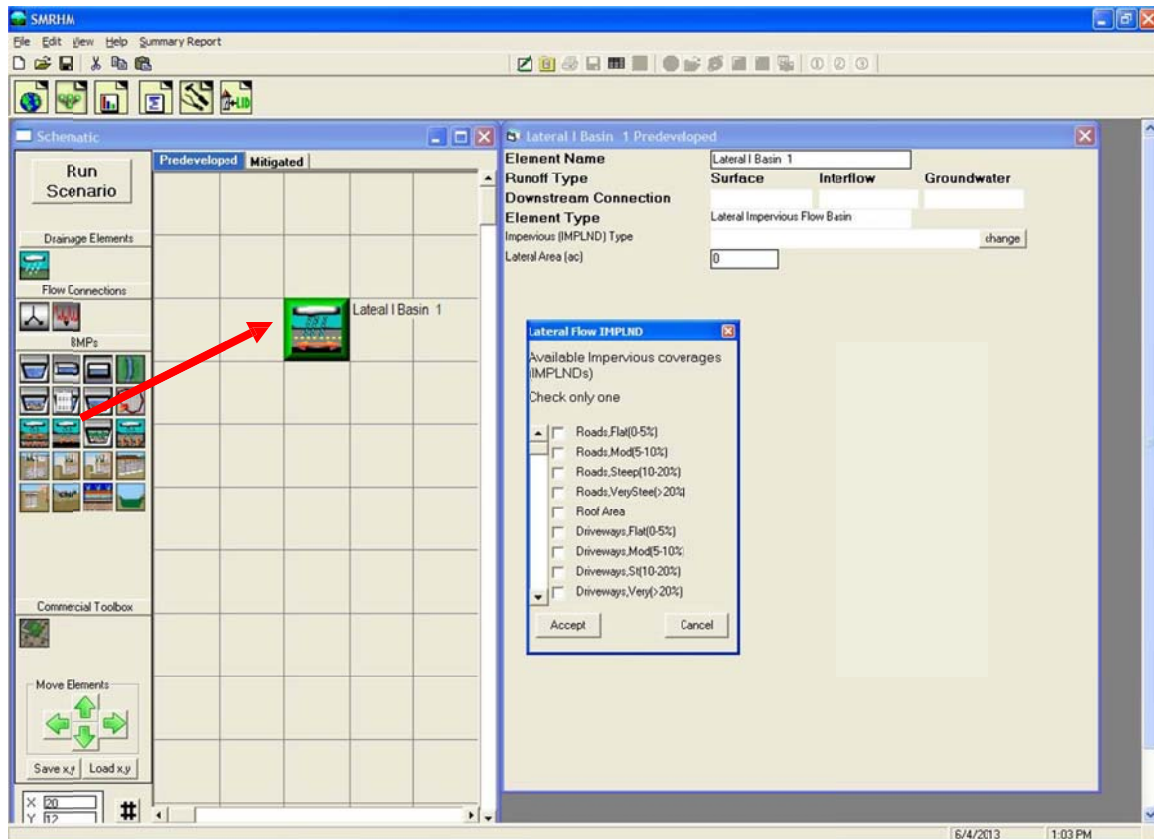 SMRHM
File Edit View Help Summary Report
Schematic
Run
Scenario
Predeveloped Mitigated
Drainage Elements
Flow Connections
BMPs
Commercial Toolbox
Move Elements
Save x,y Load x,y
X 20
Y 12
#
Lateal I Basin 1
Lateral I Basin 1 Predeveloped
Element Name Lateral I Basin 1
Runoff Type Surface Interflow Groundwater
Downstream Connection
Element Type Lateral Impervious Flow Basin
Impervious (IMPLND) Type change
Lateral Area (ac) 0
Lateral Flow IMPLND
Available Impervious coverages
(IMPLNDs)
Check only one
Roads,Flat(0-5%)
Roads,Mod(5-10%)
Roads,Steep(10-20%)
Roads,VeryStee(>20%)
Roof Area
Driveways,Flat(0-5%)
Driveways,Mod(5-10%
Driveways,St(10-20%)
Driveways,Very(>20%)
Accept Cancel
6/4/2013 1:03 PM